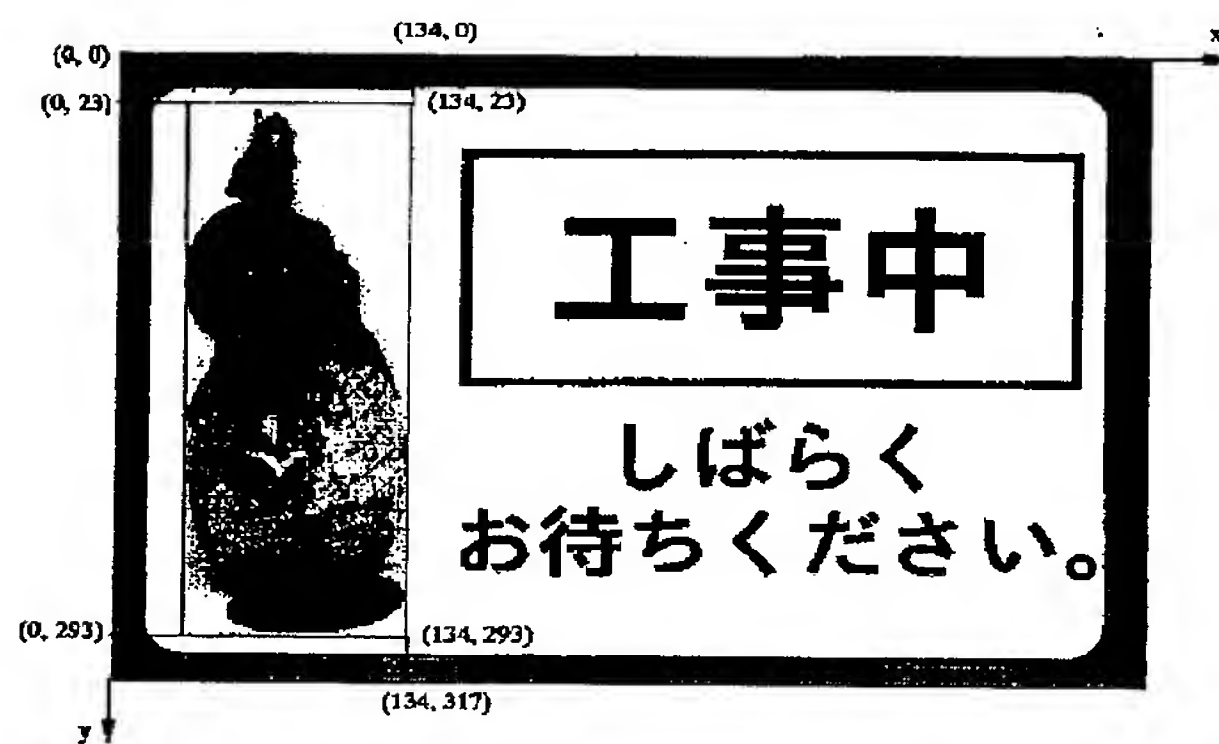 (134, 0)
x
(0, 0)
(0, 23)
(134, 23)
工事中
しばらく
お待ちください。
(0, 293)
(134, 293)
(134, 317)
y